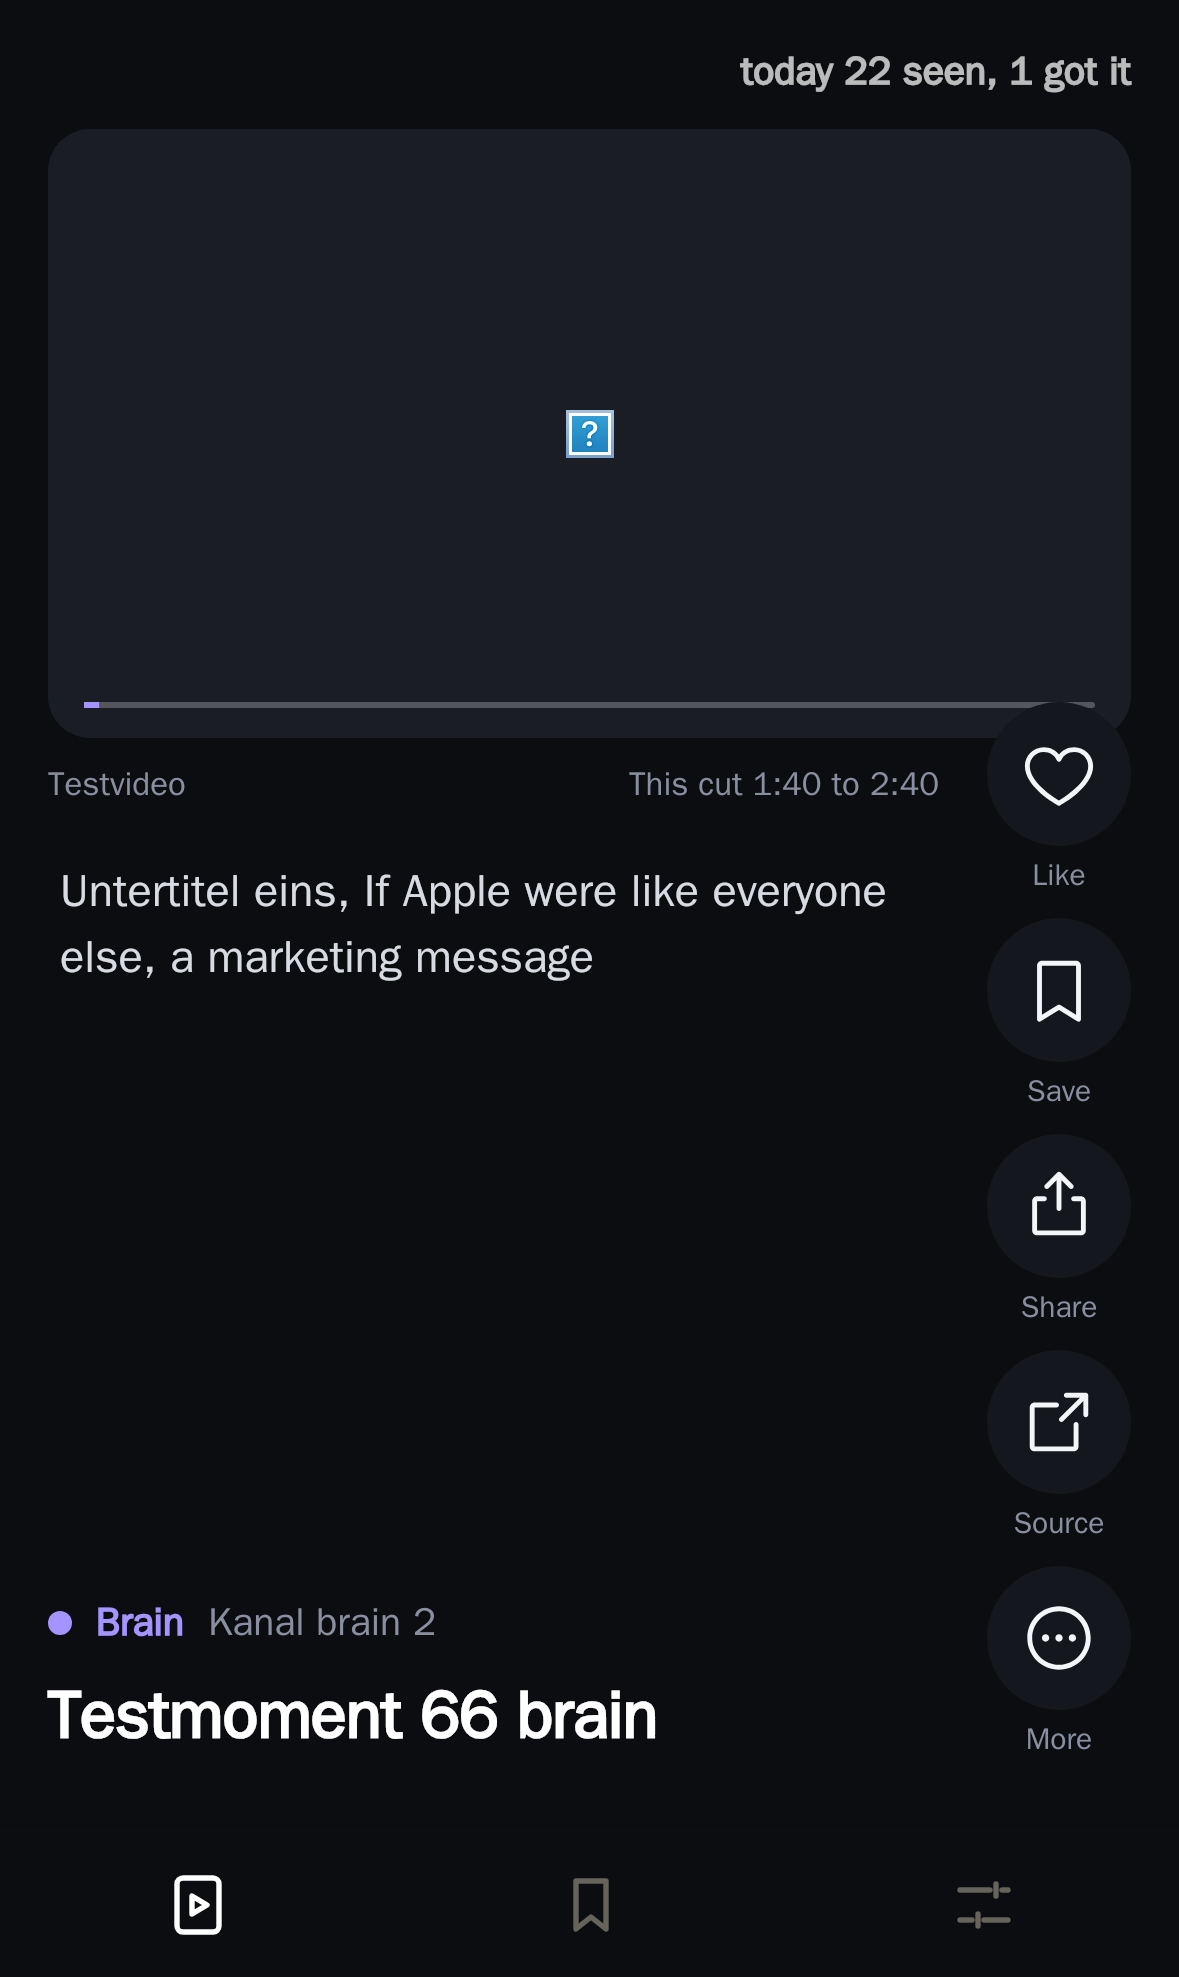 today 22 seen, 1 got it
?
Testvideo
This cut 1:40 to 2:40
Like
Untertitel eins, If Apple were like everyone
else, a marketing message
Save
Share
Source
Brain Kanal brain 2
Testmoment 66 brain
More